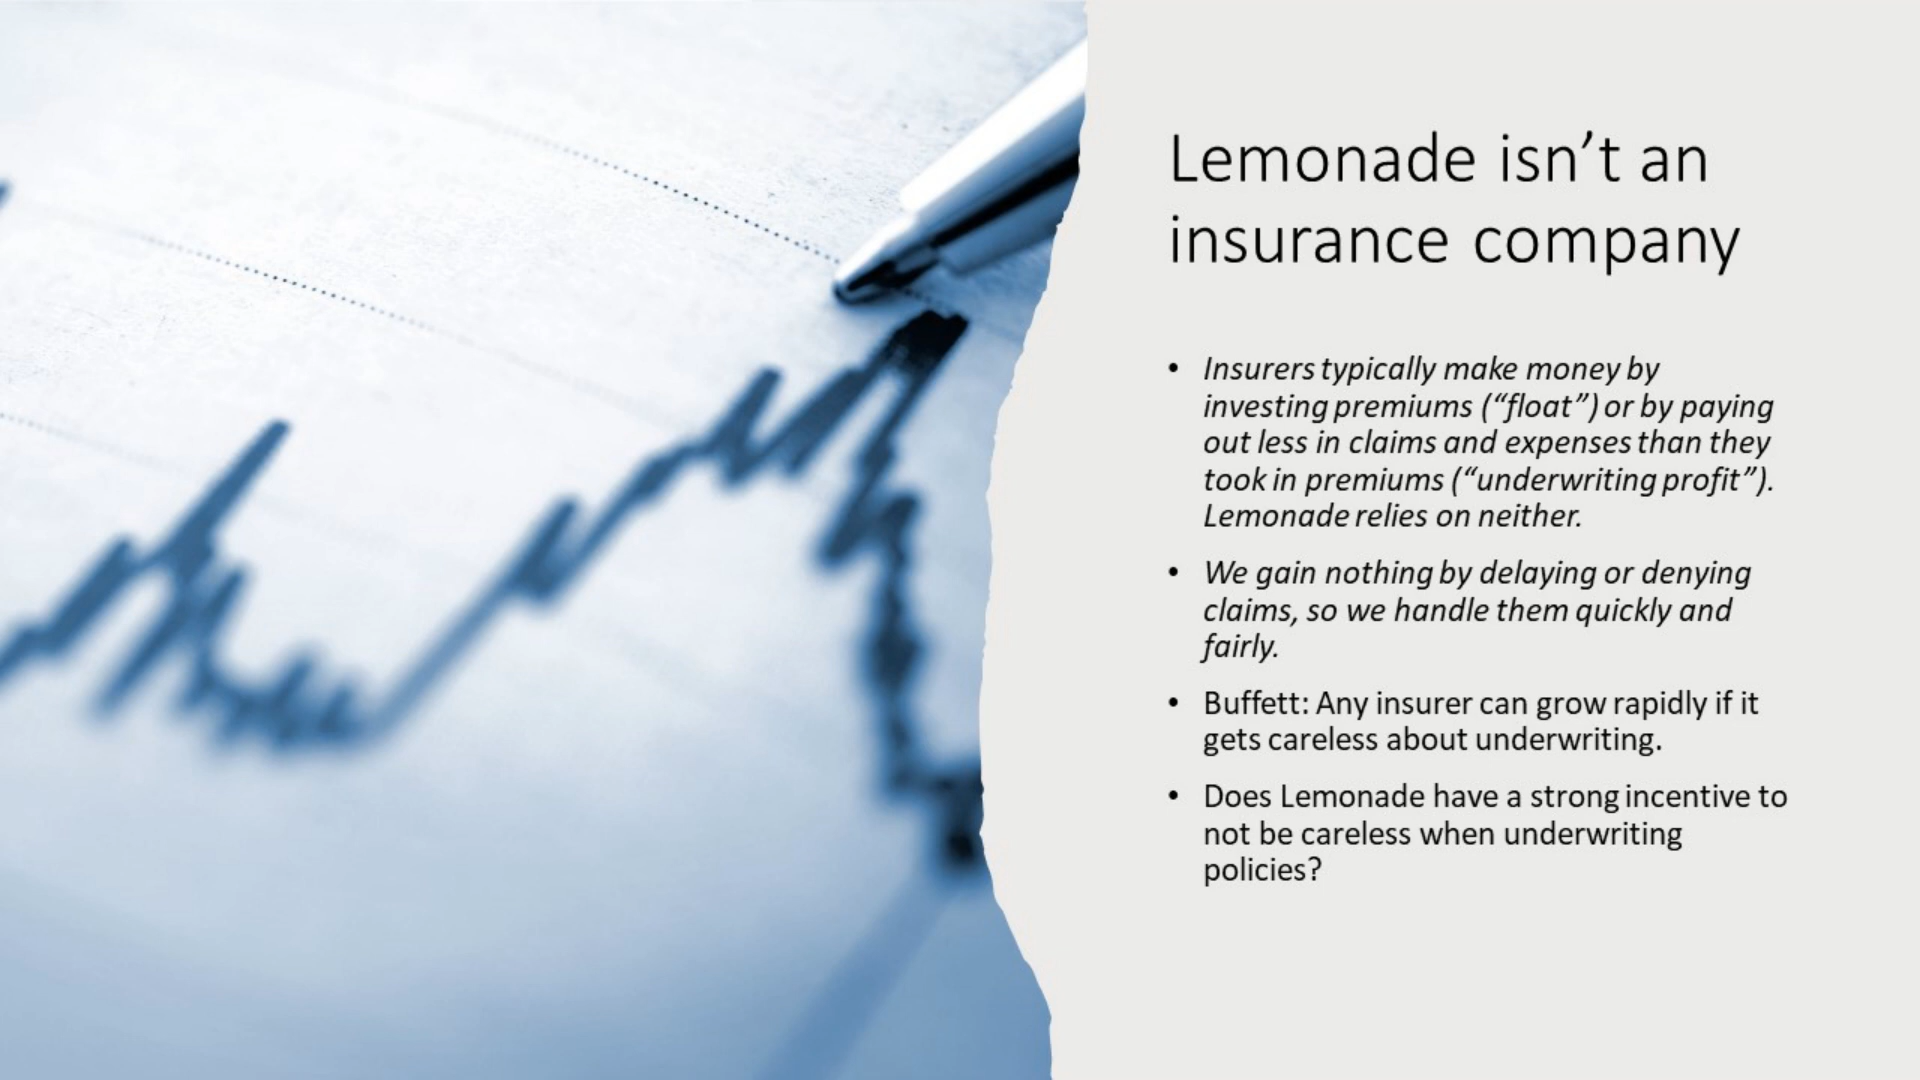 Lemonade isn’t an
insurance company
• Insurers typically make money by
investing premiums (“float”) or by paying
out less in claims and expenses than they
took in premiums (“underwriting profit”).
Lemonade relies on neither.
• We gain nothing by delaying or denying
claims, so we handle them quickly and
fairly.
• Buffett: Any insurer can grow rapidly if it
gets careless about underwriting.
• Does Lemonade have a strong incentive to
not be careless when underwriting
policies?